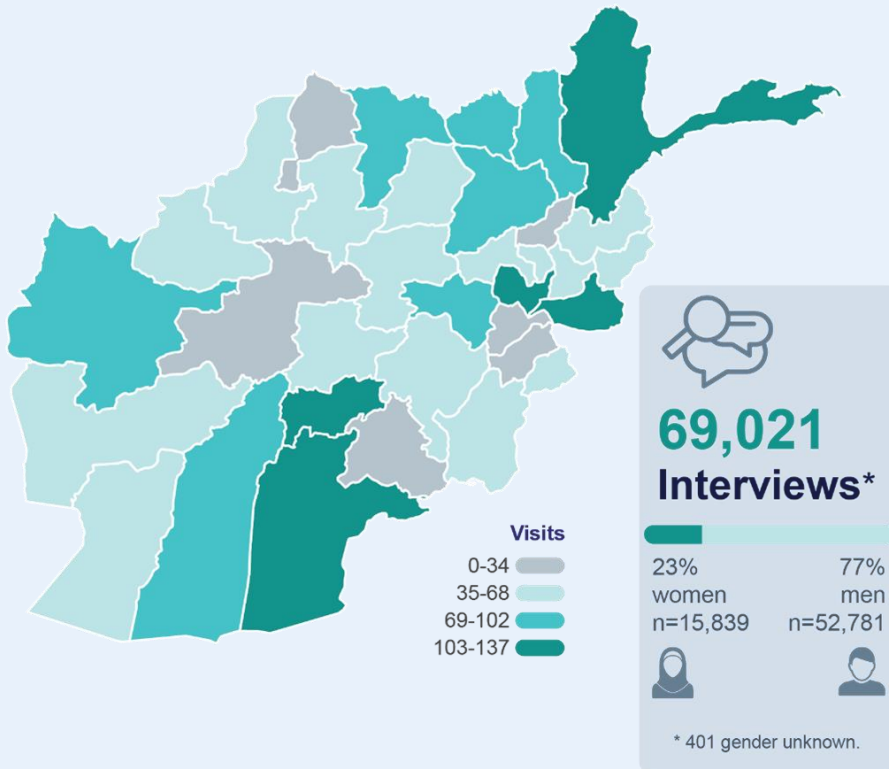 Visits
0-34
35-68
69-102
103-137
69,021
Interviews*
23%
women
n=15,839
77%
men
n=52,781
* 401 gender unknown.